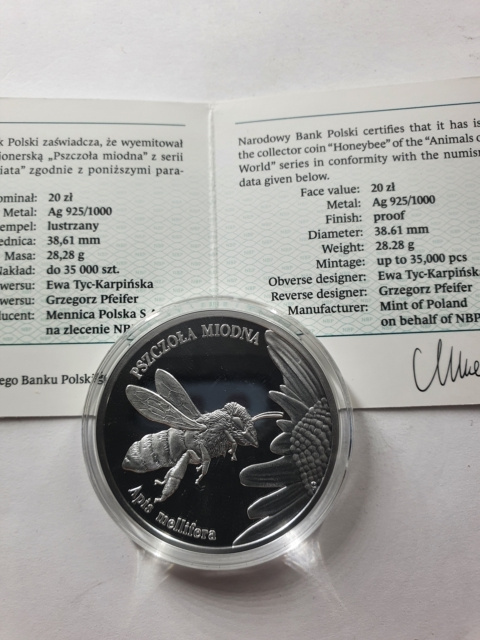 k Polski zaświadcza, że wyemitował
jonerską „Pszczoła miodna” z serii
iata” zgodnie z poniższymi para-
ominał: 20 zł
Metal: Ag 925/1000
empel: lustrzany
ednica: 38,61 mm
Masa: 28,28 g
Nakład: do 35 000 szt.
wersu: Ewa Tyc-Karpińska
wersu: Grzegorz Pfeifer
ducent: Mennica Polska S
na zlecenie NBP
ego Banku Polski
Narodowy Bank Polski certifies that it has is
the collector coin “Honeybee” of the “Animals o
World” series in conformity with the numism
data given below.
Face value: 20 zł
Metal: Ag 925/1000
Finish: proof
Diameter: 38.61 mm
Weight: 28.28 g
Mintage: up to 35,000 pcs
Obverse designer: Ewa Tyc-Karpińska
Reverse designer: Grzegorz Pfeifer
Manufacturer: Mint of Poland
on behalf of NBP
PSZCZOŁA MIODNA
Apis mellifera